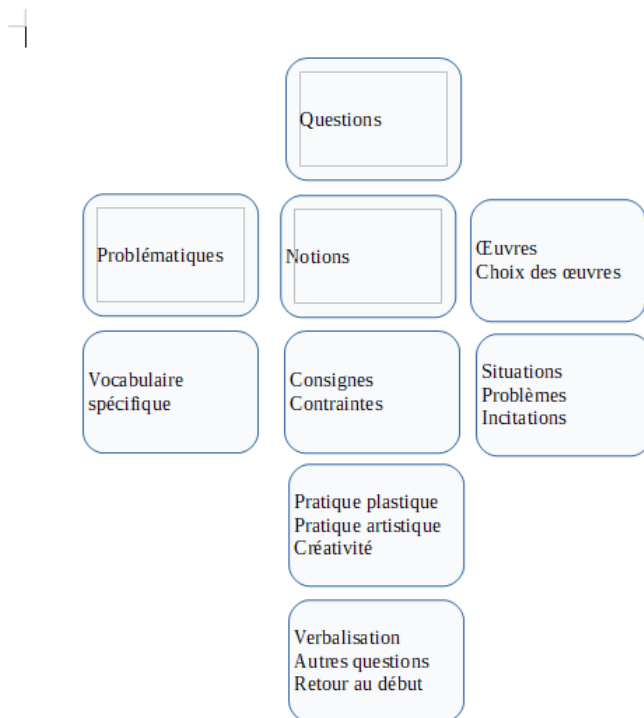 Questions
Problématiques
Notions
Œuvres
Choix des œuvres
Vocabulaire
spécifique
Consignes
Contraintes
Situations
Problèmes
Incitations
Pratique plastique
Pratique artistique
Créativité
Verbalisation
Autres questions
Retour au début